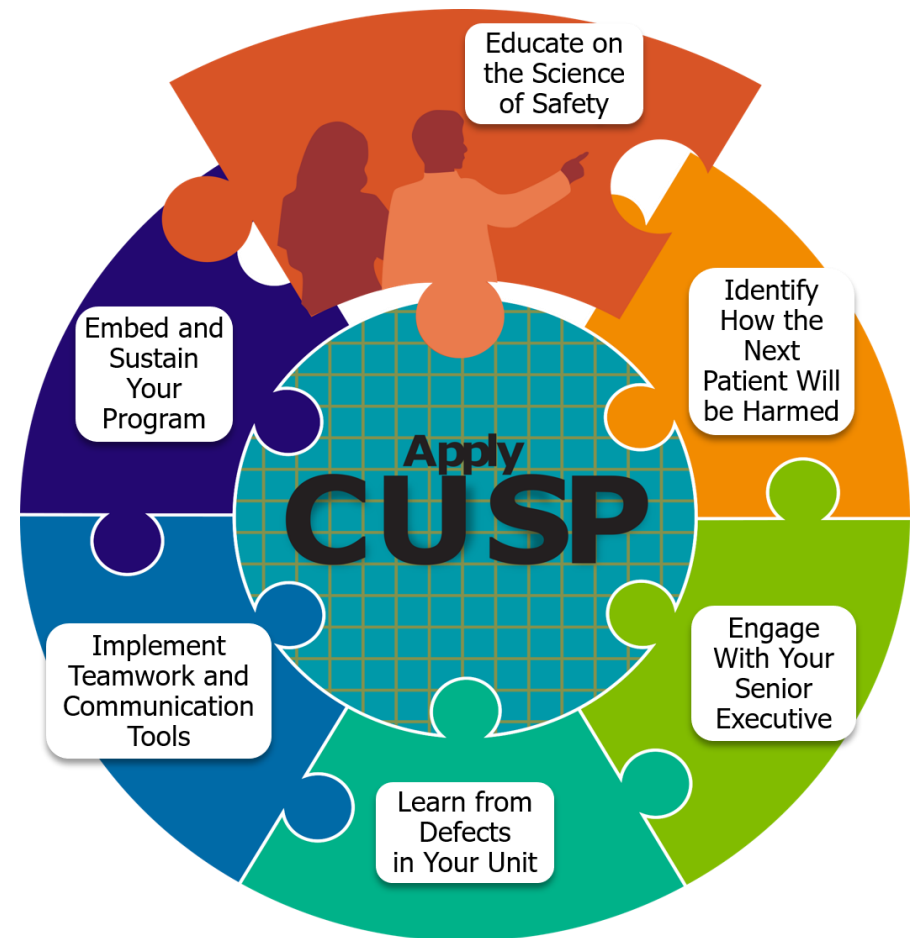 Educate on
the Science
of Safety
Identify
How the
Next
Patient Will
be Harmed
Engage
With Your
Senior
Executive
Learn from
Defects
in Your Unit
Implement
Teamwork and
Communication
Tools
Embed and
Sustain
Your
Program
Apply
CUSP